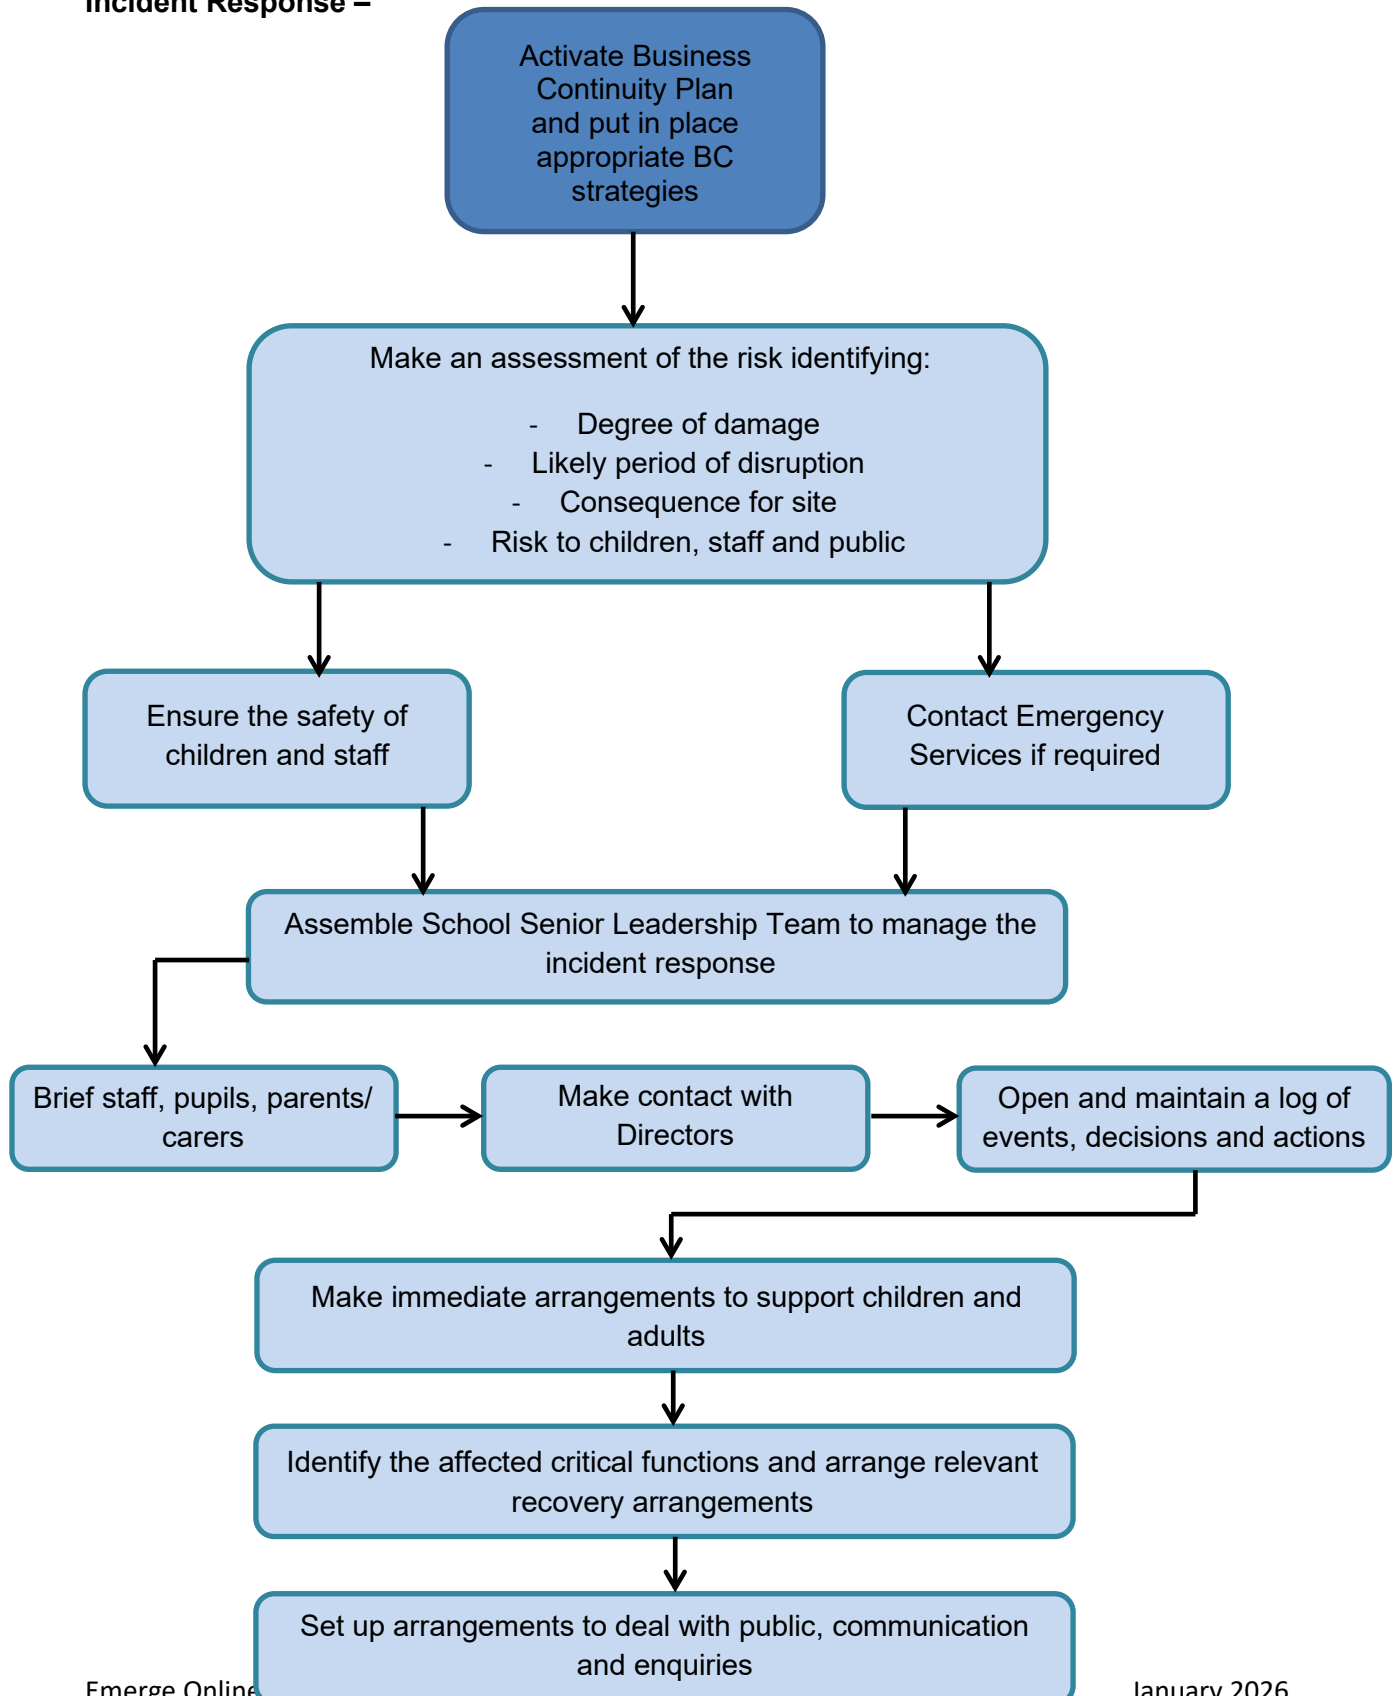 Incident Response –
Activate Business
Continuity Plan
and put in place
appropriate BC
strategies
Make an assessment of the risk identifying:
- Degree of damage
- Likely period of disruption
- Consequence for site
- Risk to children, staff and public
Ensure the safety of
children and staff
Contact Emergency
Services if required
Assemble School Senior Leadership Team to manage the
incident response
Brief staff, pupils, parents/
carers
Make contact with
Directors
Open and maintain a log of
events, decisions and actions
Make immediate arrangements to support children and
adults
Identify the affected critical functions and arrange relevant
recovery arrangements
Set up arrangements to deal with public, communication
and enquiries
Emerge Online
January 2026